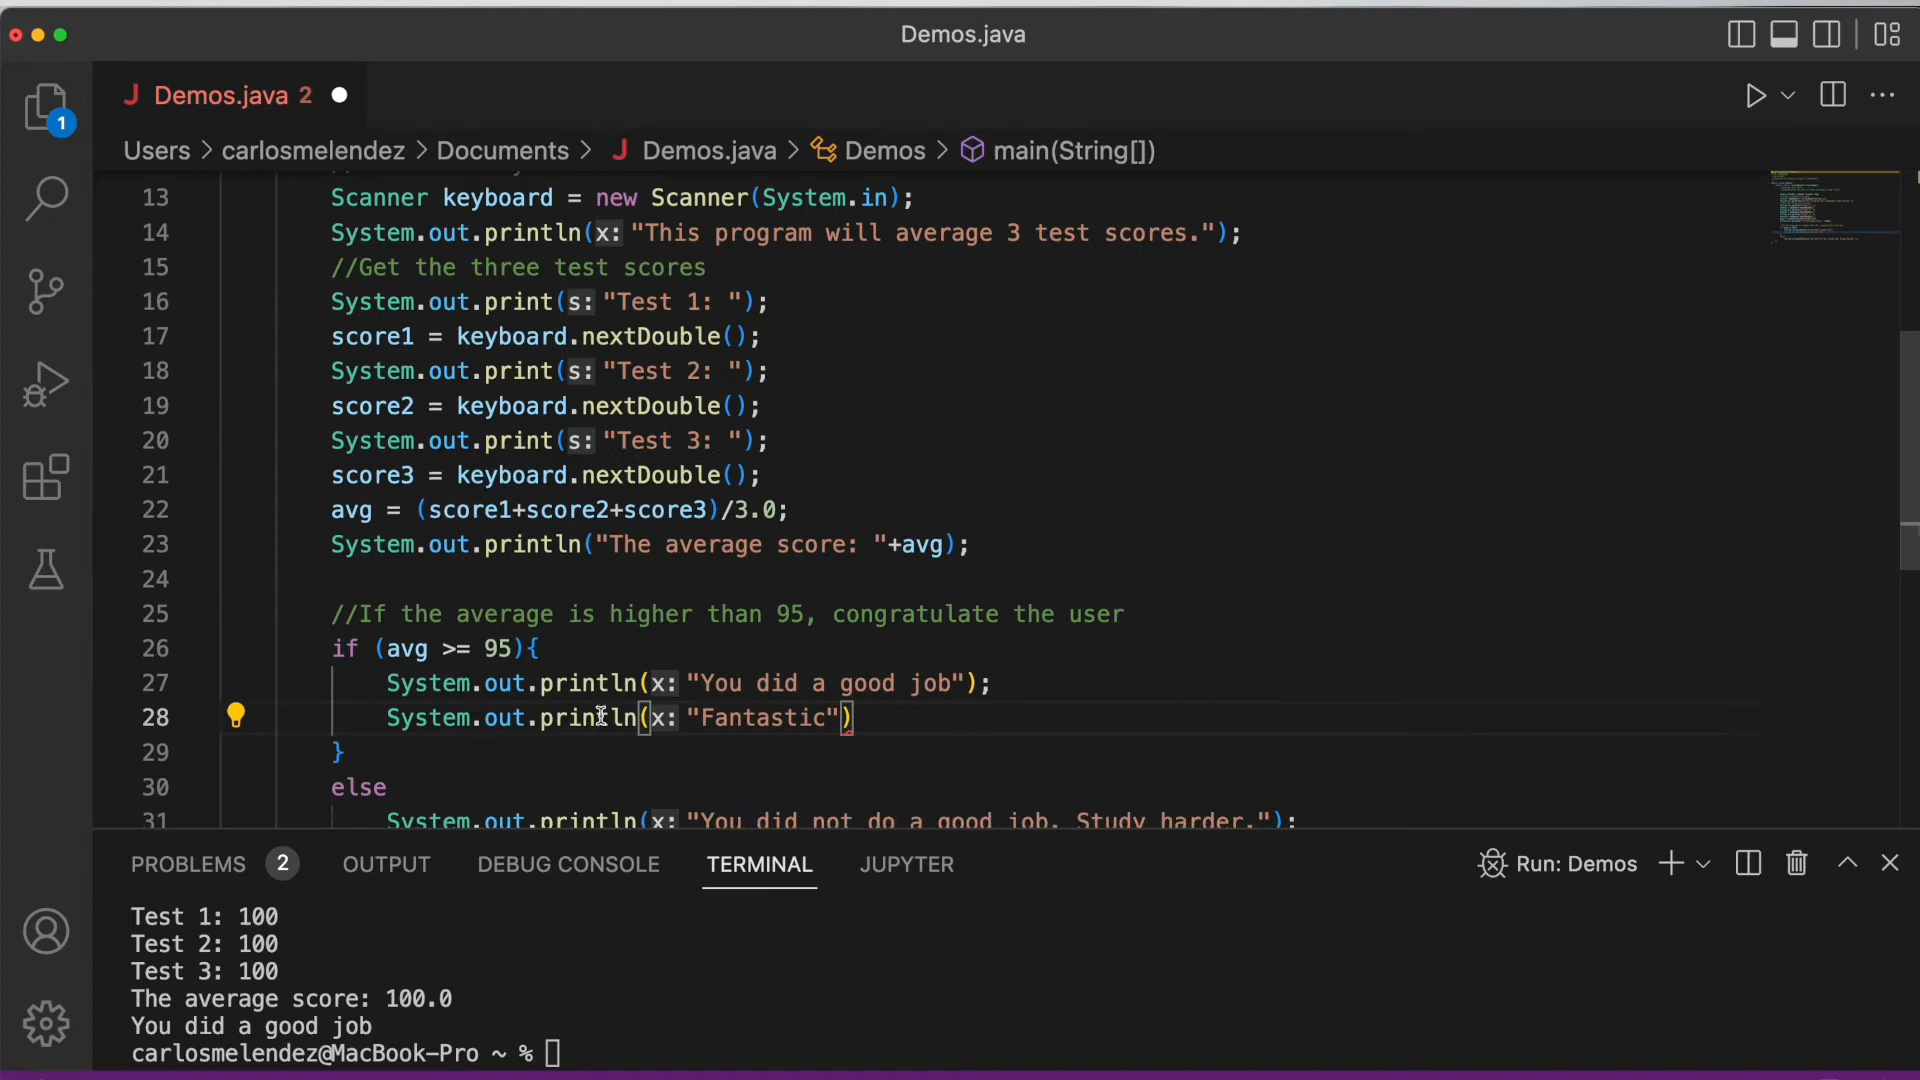 Demos.java
Demos.java 2
1
Users > carlosmelendez > Documents > J Demos.java > Demos > main(String[])
13 Scanner keyboard = new Scanner(System.in);
14 System.out.println(x: "This program will average 3 test scores.");
15 //Get the three test scores
16 System.out.print(s: "Test 1: ");
17 score1 = keyboard.nextDouble();
18 System.out.print(s: "Test 2: ");
19 score2 = keyboard.nextDouble();
20 System.out.print(s: "Test 3: ");
21 score3 = keyboard.nextDouble();
22 avg = (score1+score2+score3)/3.0;
23 System.out.println("The average score: "+avg);
24
25 //If the average is higher than 95, congratulate the user
26 if (avg >= 95){
27 System.out.println(x: "You did a good job");
28 System.out.println(x: "Fantastic")
29 }
30 else
31 System.out.println(x: "You did not do a good job. Study harder.");
PROBLEMS 2 OUTPUT DEBUG CONSOLE TERMINAL JUPYTER Run: Demos
Test 1: 100
Test 2: 100
Test 3: 100
The average score: 100.0
You did a good job
carlosmelendez@MacBook-Pro ~ %